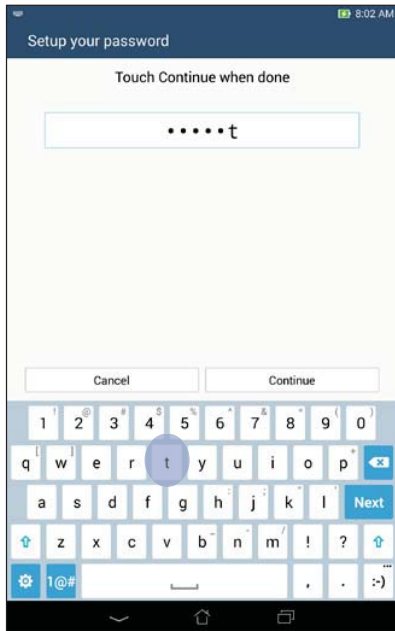 8:02 AM
Setup your password
Touch Continue when done
•••••t
Cancel Continue
! @ # $ % ^ & * ( )
1 2 3 4 5 6 7 8 9 0
[ ] +
q w e r t y u i o p
: ; ' "
a s d f g h j k l Next
- _ /
z x c v b n m ! ?
1@# , . :-)